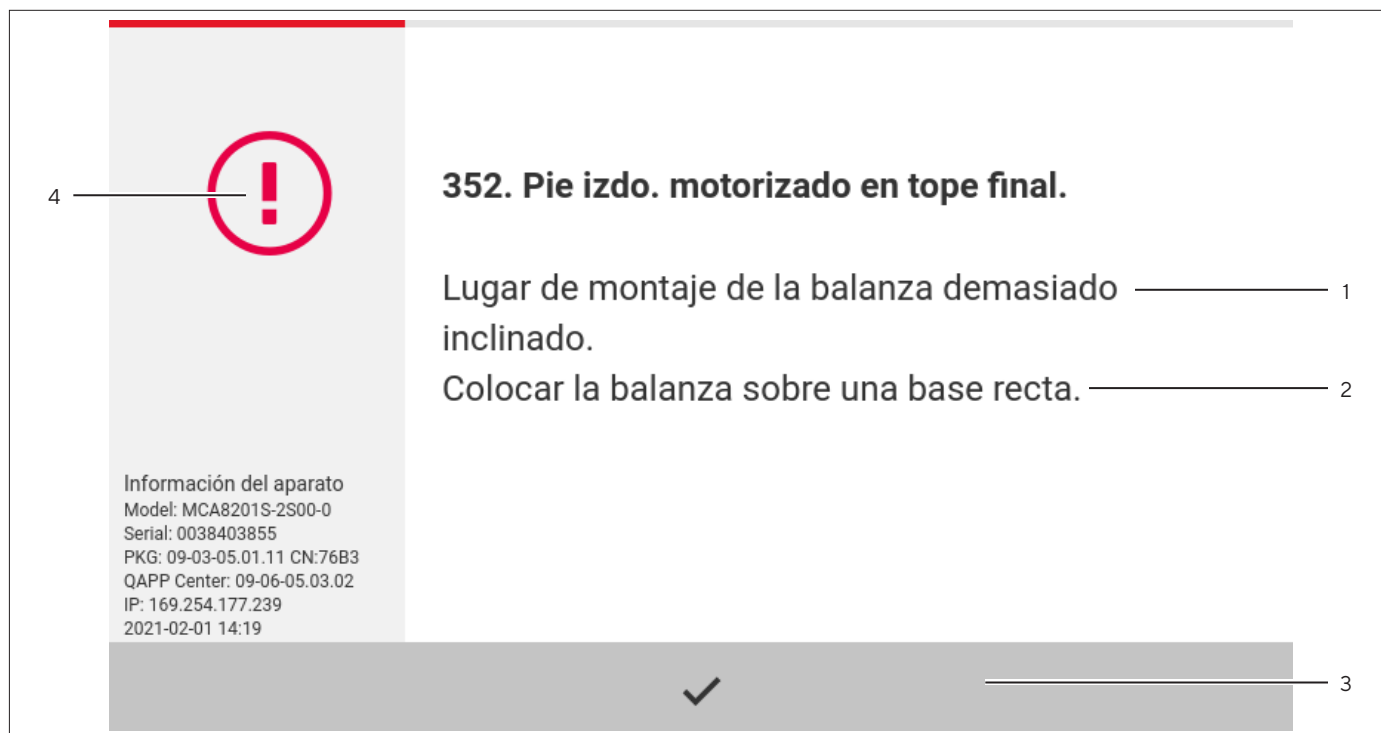 352. Pie izdo. motorizado en tope final.
Lugar de montaje de la balanza demasiado
inclinado.
Colocar la balanza sobre una base recta.
1
2
3
4
Información del aparato
Model: MCA8201S-2S00-0
Serial: 0038403855
PKG: 09-03-05.01.11 CN:76B3
QAPP Center: 09-06-05.03.02
IP: 169.254.177.239
2021-02-01 14:19